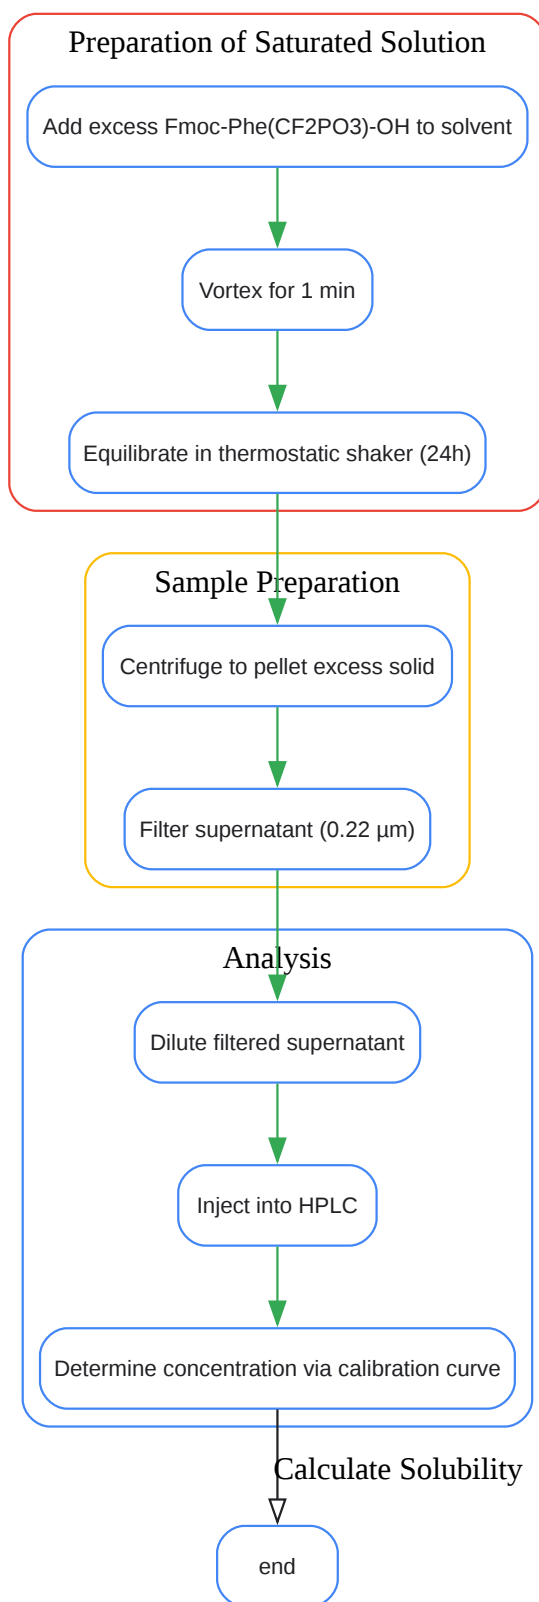 Preparation of Saturated Solution
Add excess Fmoc-Phe(CF2PO3)-OH to solvent
Vortex for 1 min
Equilibrate in thermostatic shaker (24h)
Sample Preparation
Centrifuge to pellet excess solid
Filter supernatant (0.22 µm)
Analysis
Dilute filtered supernatant
Inject into HPLC
Determine concentration via calibration curve
Calculate Solubility
end